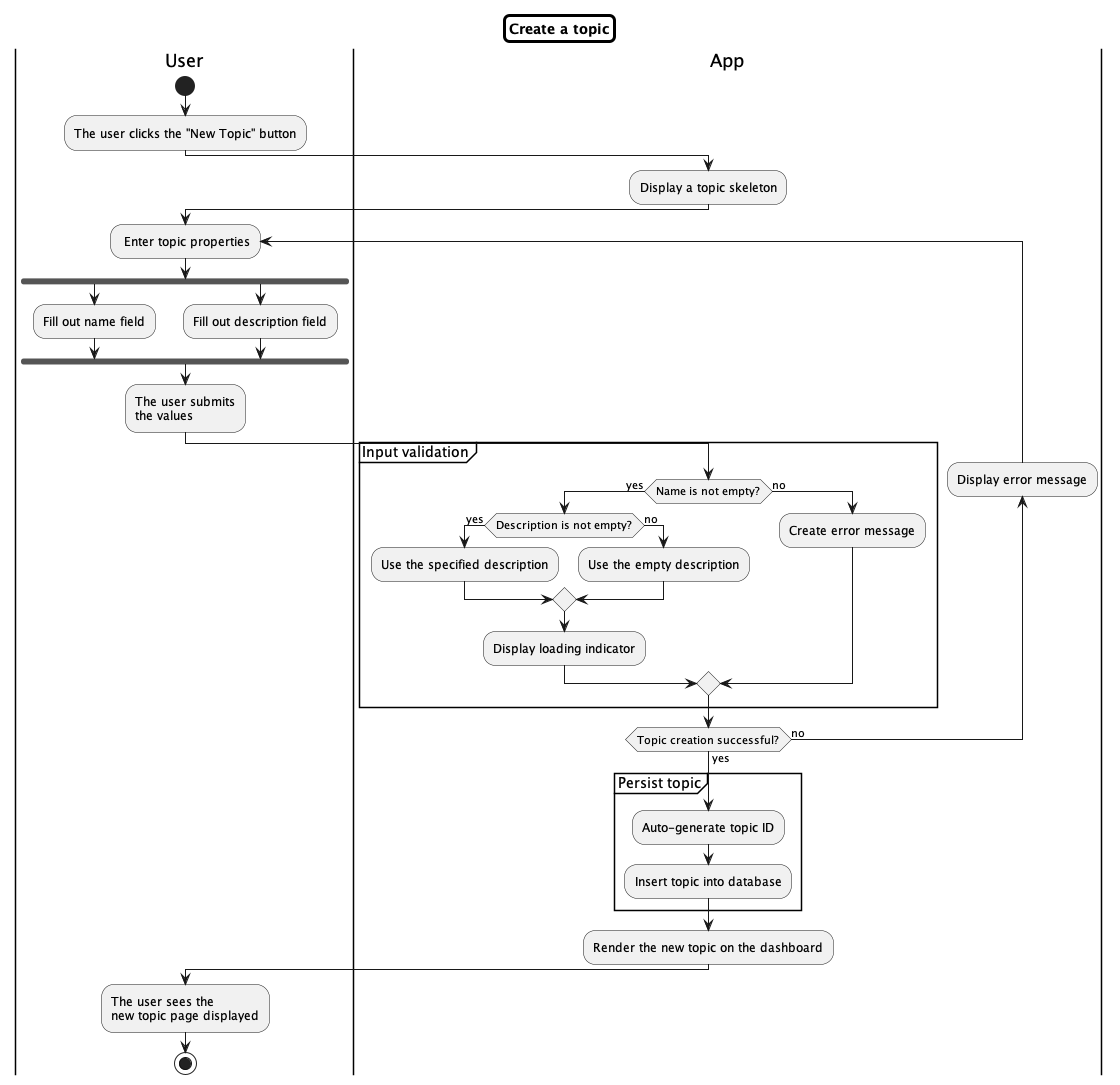 Create a topic
User
App
The user clicks the "New Topic" button
Display a topic skeleton
Enter topic properties
Fill out name field
Fill out description field
The user submits
the values
Input validation
yes
Name is not empty?
no
Display error message
yes
Description is not empty?
no
Create error message
Use the specified description
Use the empty description
Display loading indicator
Topic creation successful?
no
yes
Persist topic
Auto-generate topic ID
Insert topic into database
Render the new topic on the dashboard
The user sees the
new topic page displayed